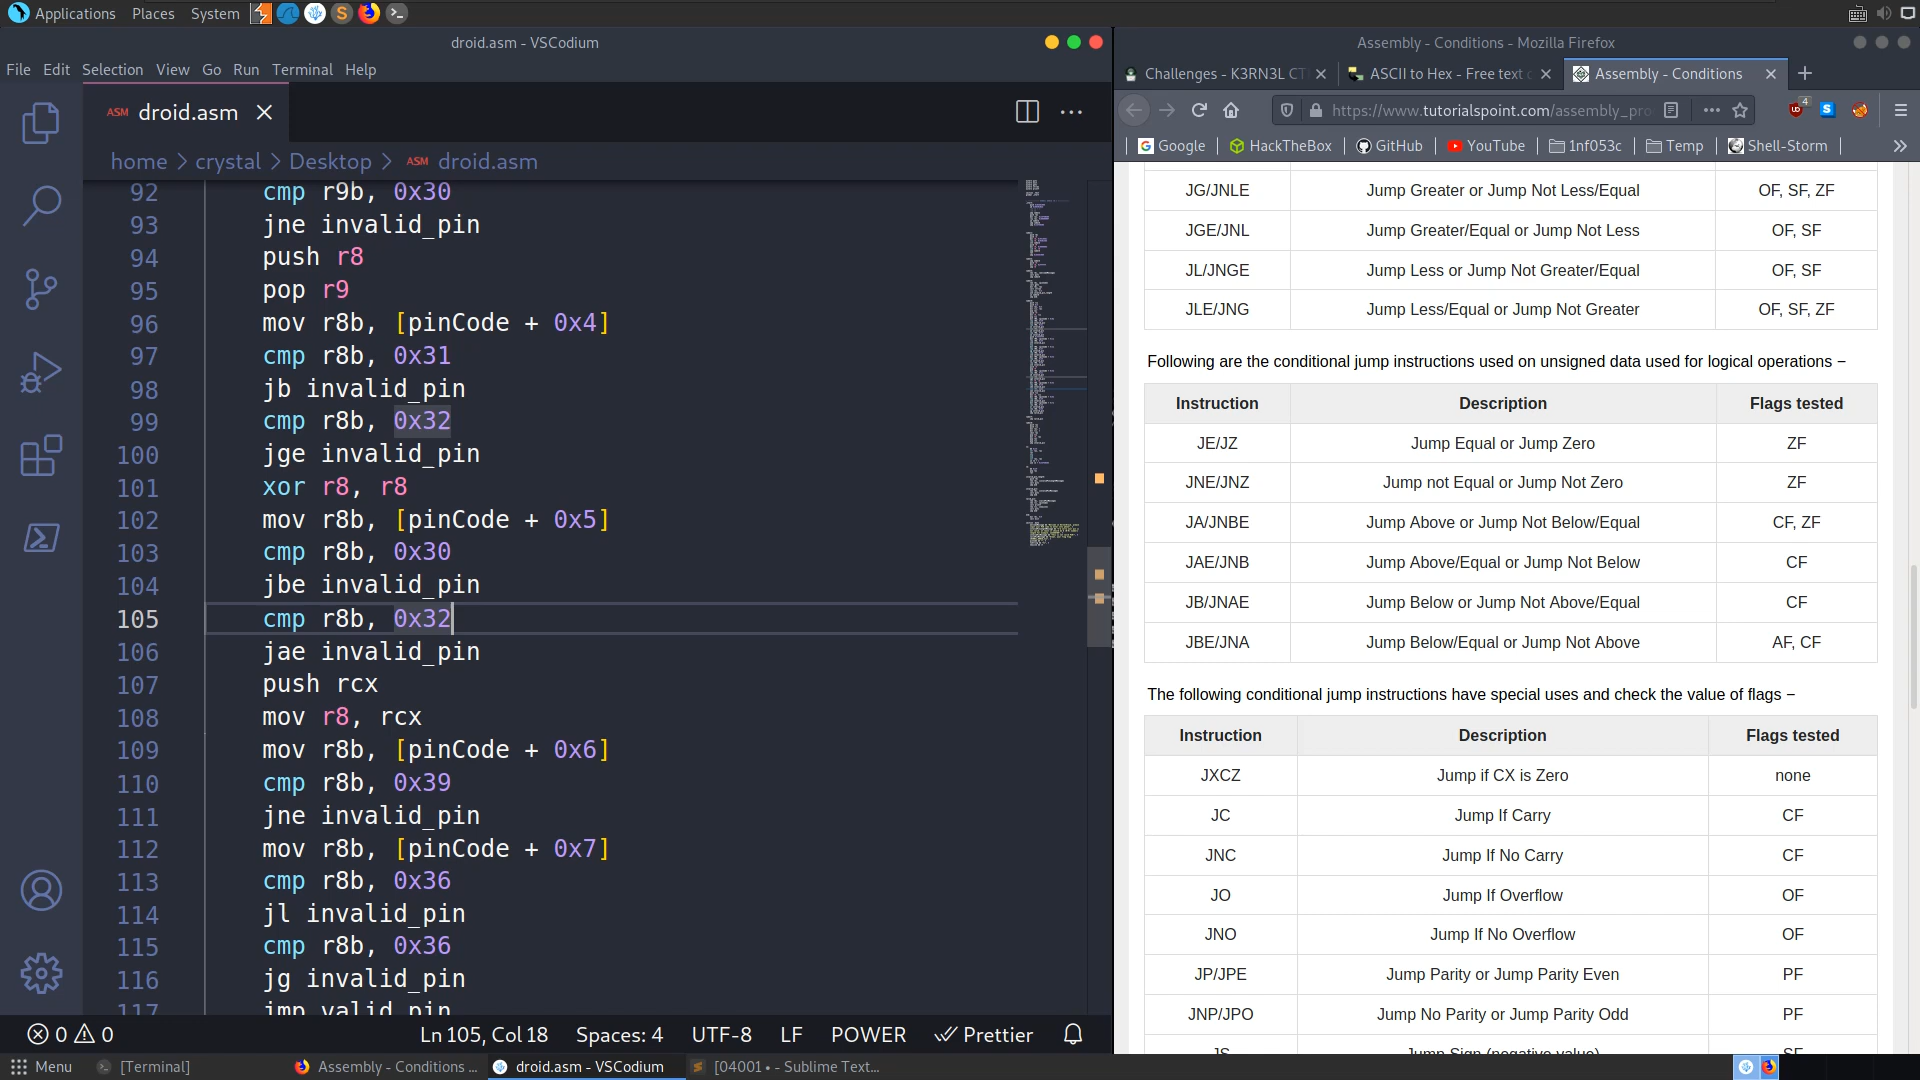 Applications Places System
droid.asm - VSCodium
File Edit Selection View Go Run Terminal Help
ASM droid.asm
home > crystal > Desktop > ASM droid.asm
92 cmp r9b, 0x30
93 jne invalid_pin
94 push r8
95 pop r9
96 mov r8b, [pinCode + 0x4]
97 cmp r8b, 0x31
98 jb invalid_pin
99 cmp r8b, 0x32
100 jge invalid_pin
101 xor r8, r8
102 mov r8b, [pinCode + 0x5]
103 cmp r8b, 0x30
104 jbe invalid_pin
105 cmp r8b, 0x32
106 jae invalid_pin
107 push rcx
108 mov r8, rcx
109 mov r8b, [pinCode + 0x6]
110 cmp r8b, 0x39
111 jne invalid_pin
112 mov r8b, [pinCode + 0x7]
113 cmp r8b, 0x36
114 jl invalid_pin
115 cmp r8b, 0x36
116 jg invalid_pin
117 jmp valid_pin
0 0 Ln 105, Col 18 Spaces: 4 UTF-8 LF POWER Prettier
Assembly - Conditions - Mozilla Firefox
Challenges - K3RN3L CT ASCII to Hex - Free text c Assembly - Conditions
https://www.tutorialspoint.com/assembly_pro
4
Google HackTheBox GitHub YouTube 1nf053c Temp Shell-Storm
JG/JNLE Jump Greater or Jump Not Less/Equal OF, SF, ZF
JGE/JNL Jump Greater/Equal or Jump Not Less OF, SF
JL/JNGE Jump Less or Jump Not Greater/Equal OF, SF
JLE/JNG Jump Less/Equal or Jump Not Greater OF, SF, ZF
Following are the conditional jump instructions used on unsigned data used for logical operations −
Instruction Description Flags tested
JE/JZ Jump Equal or Jump Zero ZF
JNE/JNZ Jump not Equal or Jump Not Zero ZF
JA/JNBE Jump Above or Jump Not Below/Equal CF, ZF
JAE/JNB Jump Above/Equal or Jump Not Below CF
JB/JNAE Jump Below or Jump Not Above/Equal CF
JBE/JNA Jump Below/Equal or Jump Not Above AF, CF
The following conditional jump instructions have special uses and check the value of flags −
Instruction Description Flags tested
JXCZ Jump if CX is Zero none
JC Jump If Carry CF
JNC Jump If No Carry CF
JO Jump If Overflow OF
JNO Jump If No Overflow OF
JP/JPE Jump Parity or Jump Parity Even PF
JNP/JPO Jump No Parity or Jump Parity Odd PF
JS Jump Sign (negative value) SF
Menu [Terminal] Assembly - Conditions ... droid.asm - VSCodium [04001 • - Sublime Text...